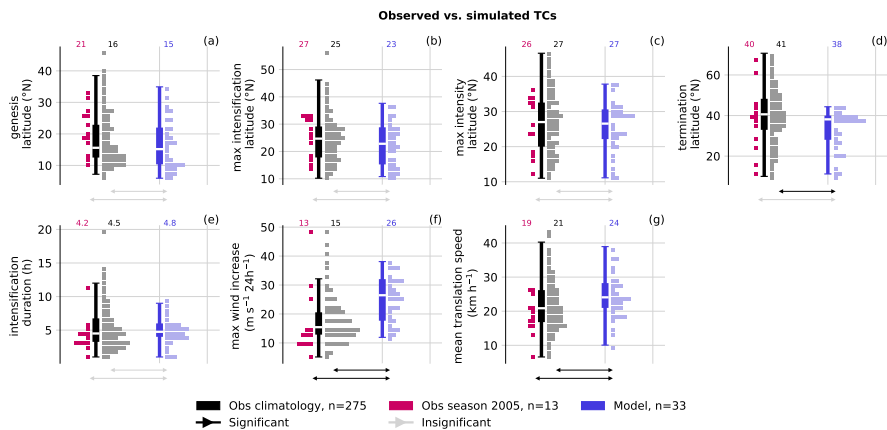 Observed vs. simulated TCs
21 16 15 (a)
genesis
latitude (°N)
40
30
20
10
27 25 23 (b)
max intensification
latitude (°N)
50
40
30
20
10
26 27 27 (c)
max intensity
latitude (°N)
40
30
20
10
40 41 38 (d)
termination
latitude (°N)
60
40
20
4.2 4.5 4.8 (e)
intensification
duration (h)
20
15
10
5
13 15 26 (f)
max wind increase
(m s⁻¹ 24h⁻¹)
50
40
30
20
10
19 21 24 (g)
mean translation speed
(km h⁻¹)
40
30
20
10
Obs climatology, n=275
Obs season 2005, n=13
Model, n=33
Significant
Insignificant